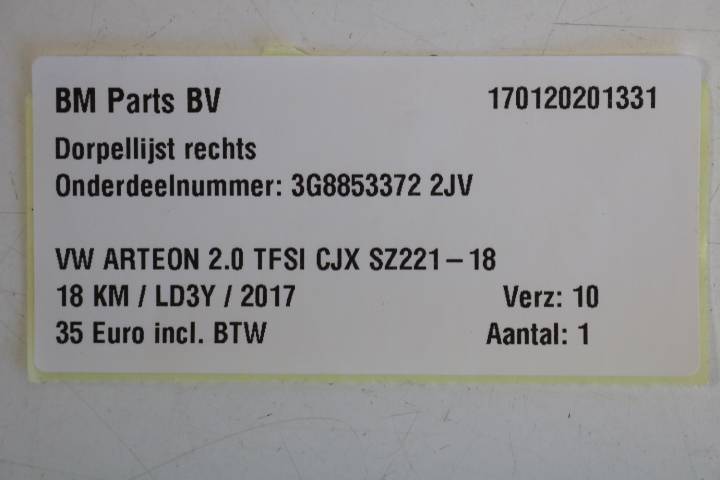 BM Parts BV 170120201331
Dorpellijst rechts
Onderdeelnummer: 3G8853372 2JV
VW ARTEON 2.0 TFSI CJX SZ221-18
18 KM / LD3Y / 2017 Verz: 10
35 Euro incl. BTW Aantal: 1